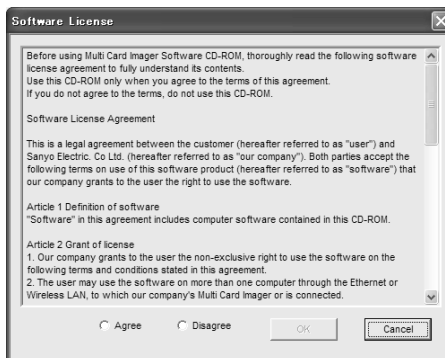 Software License
Before using Multi Card Imager Software CD-ROM, thoroughly read the following software
license agreement to fully understand its contents.
Use this CD-ROM only when you agree to the terms of this agreement.
If you do not agree to the terms, do not use this CD-ROM.
Software License Agreement
This is a legal agreement between the customer (hereafter referred to as "user") and
Sanyo Electric. Co Ltd. (hereafter referred to as "our company"). Both parties accept the
following terms on use of this software product (hereafter referred to as "software") that
our company grants to the user the right to use the software.
Article 1 Definition of software
"Software" in this agreement includes computer software contained in this CD-ROM.
Article 2 Grant of license
1. Our company grants to the user the non-exclusive right to use the software on the
following terms and conditions stated in this agreement.
2. The user may use the software on more than one computer through the Ethernet or
Wireless LAN, to which our company's Multi Card Imager or is connected.
Agree Disagree OK Cancel